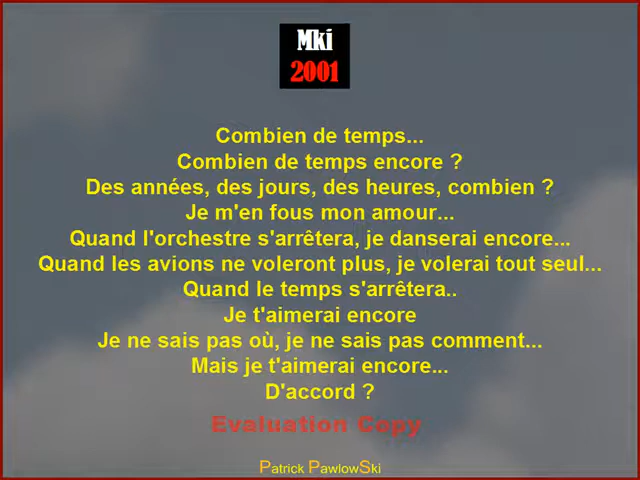 Mki
2001
Combien de temps...
Combien de temps encore ?
Des années, des jours, des heures, combien ?
Je m'en fous mon amour...
Quand l'orchestre s'arrêtera, je danserai encore...
Quand les avions ne voleront plus, je volerai tout seul...
Quand le temps s'arrêtera..
Je t'aimerai encore
Je ne sais pas où, je ne sais pas comment...
Mais je t'aimerai encore...
D'accord ?
Evaluation Copy
Patrick PawlowSki